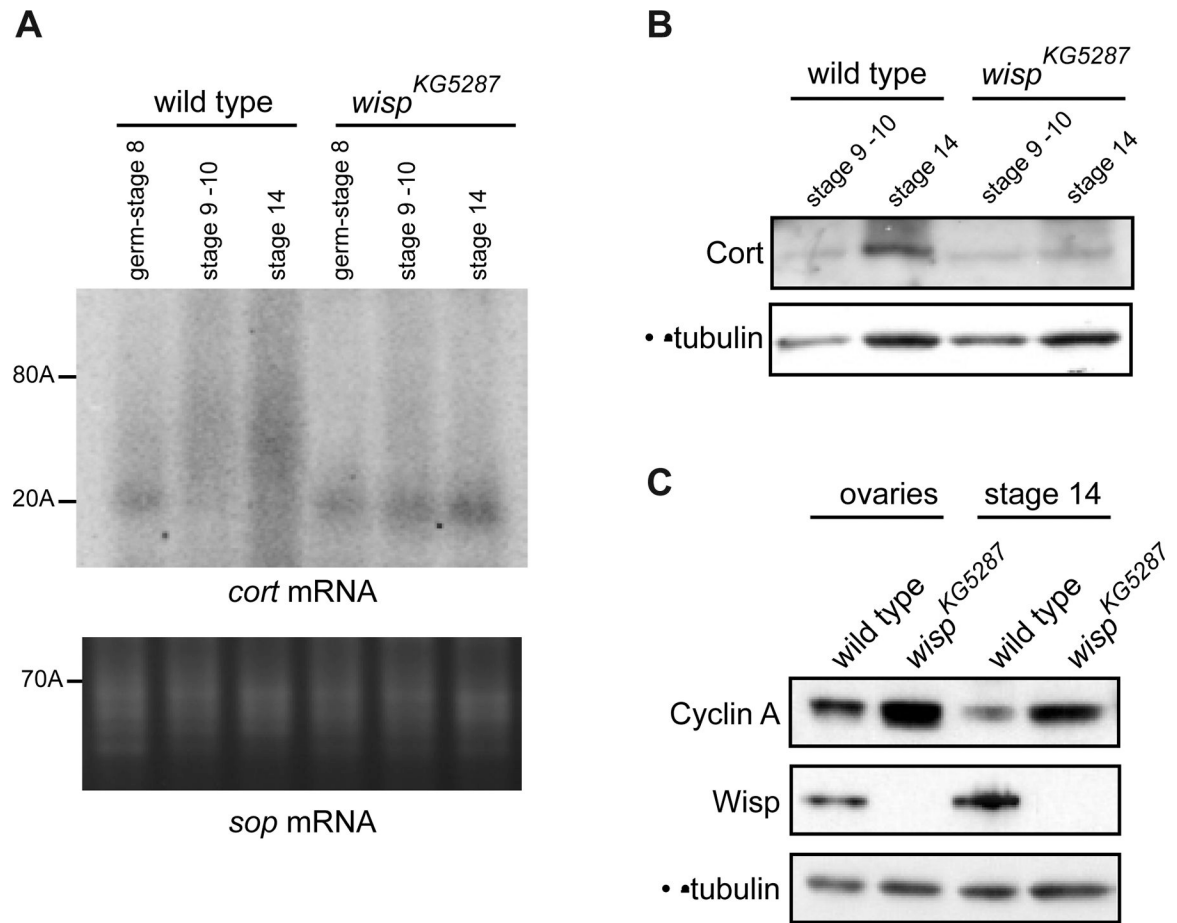 A
wild type
wisp KG5287
germ-stage 8
stage 9 -10
stage 14
germ-stage 8
stage 9 -10
stage 14
80A
20A
cort mRNA
70A
sop mRNA
B
wild type
wisp KG5287
stage 9 -10
stage 14
stage 9 -10
stage 14
Cort
tubulin
C
ovaries
stage 14
wild type
wisp KG5287
wild type
wisp KG5287
Cyclin A
Wisp
tubulin